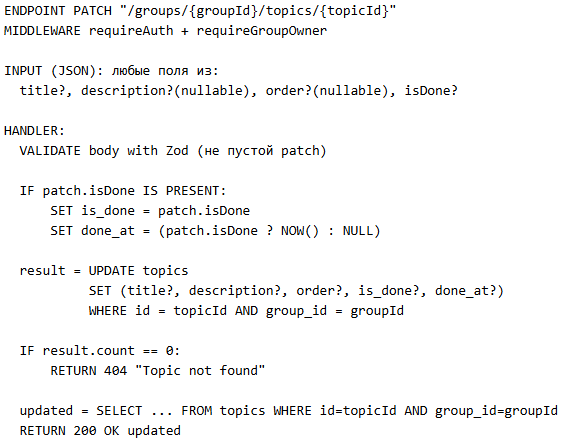 ENDPOINT PATCH "/groups/{groupId}/topics/{topicId}"
MIDDLEWARE requireAuth + requireGroupOwner
INPUT (JSON): любые поля из:
title?, description?(nullable), order?(nullable), isDone?
HANDLER:
VALIDATE body with Zod (не пустой patch)
IF patch.isDone IS PRESENT:
SET is_done = patch.isDone
SET done_at = (patch.isDone ? NOW() : NULL)
result = UPDATE topics
SET (title?, description?, order?, is_done?, done_at?)
WHERE id = topicId AND group_id = groupId
IF result.count == 0:
RETURN 404 "Topic not found"
updated = SELECT ... FROM topics WHERE id=topicId AND group_id=groupId
RETURN 200 OK updated